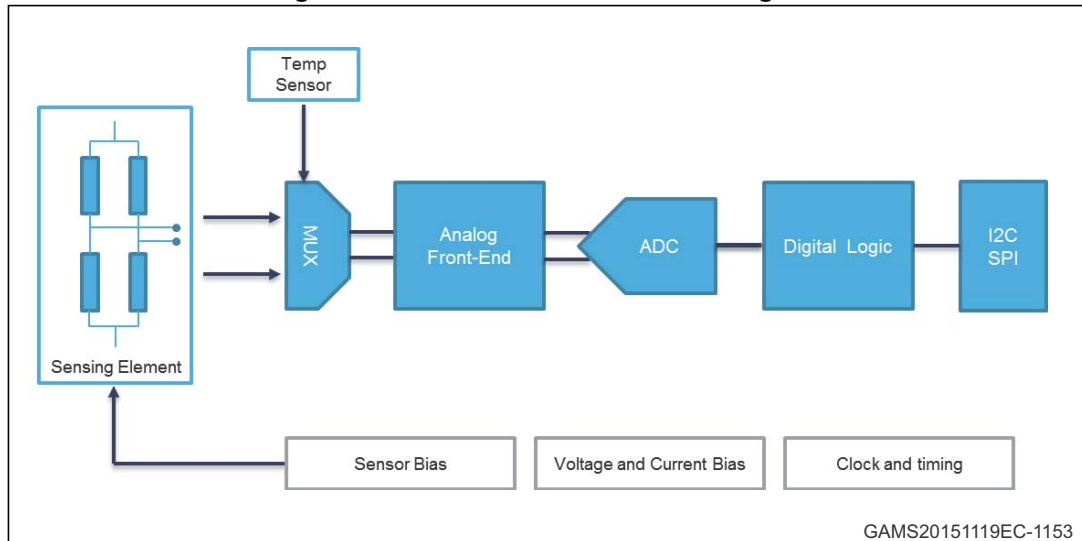 Temp
Sensor
MUX
Analog
Front-End
ADC
Digital Logic
I2C
SPI
Sensing Element
Sensor Bias
Voltage and Current Bias
Clock and timing
GAMS20151119EC-1153